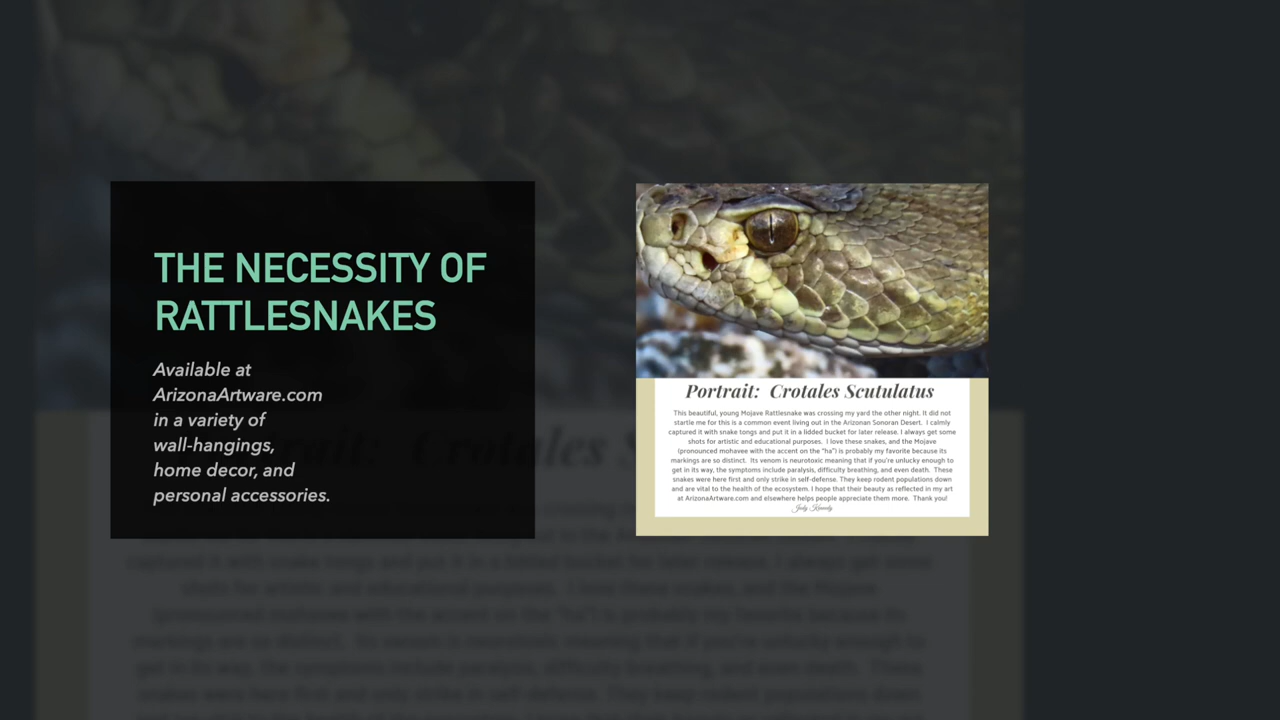 THE NECESSITY OF
RATTLESNAKES
Available at
ArizonaArtware.com
in a variety of
wall-hangings,
home decor, and
personal accessories.
Portrait: Crotales Scutulatus
This beautiful, young Mojave Rattlesnake was crossing my yard the other night. It did not
startle me for this is a common event living out in the Arizonan Sonoran Desert. I calmly
captured it with snake tongs and put it in a lidded bucket for later release. I always get some
shots for artistic and educational purposes. I love these snakes, and the Mojave
(pronounced mohavee with the accent on the "ha") is probably my favorite because its
markings are so distinct. Its venom is neurotoxic meaning that if you're unlucky enough to
get in its way, the symptoms include paralysis, difficulty breathing, and even death. These
snakes were here first and only strike in self-defense. They keep rodent populations down
and are vital to the health of the ecosystem. I hope that their beauty as reflected in my art
at ArizonaArtware.com and elsewhere helps people appreciate them more. Thank you!
Judy Kennedy